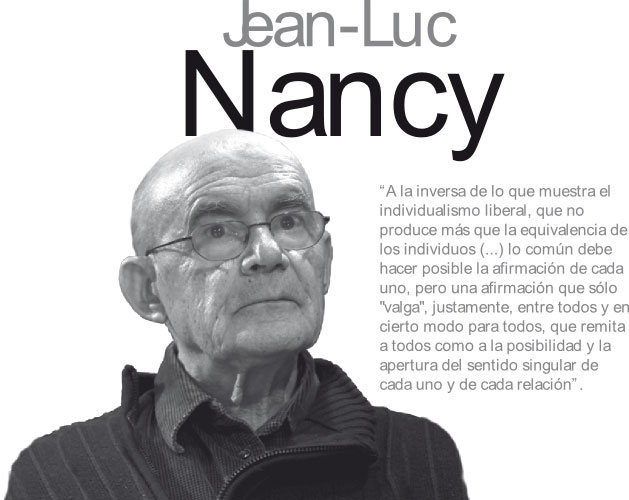 Jean-Luc
Nancy
“A la inversa de lo que muestra el
individualismo liberal, que no
produce más que la equivalencia de
los individuos (...) lo común debe
hacer posible la afirmación de cada
uno, pero una afirmación que sólo
"valga", justamente, entre todos y en
cierto modo para todos, que remita
a todos como a la posibilidad y la
apertura del sentido singular de
cada uno y de cada relación”.